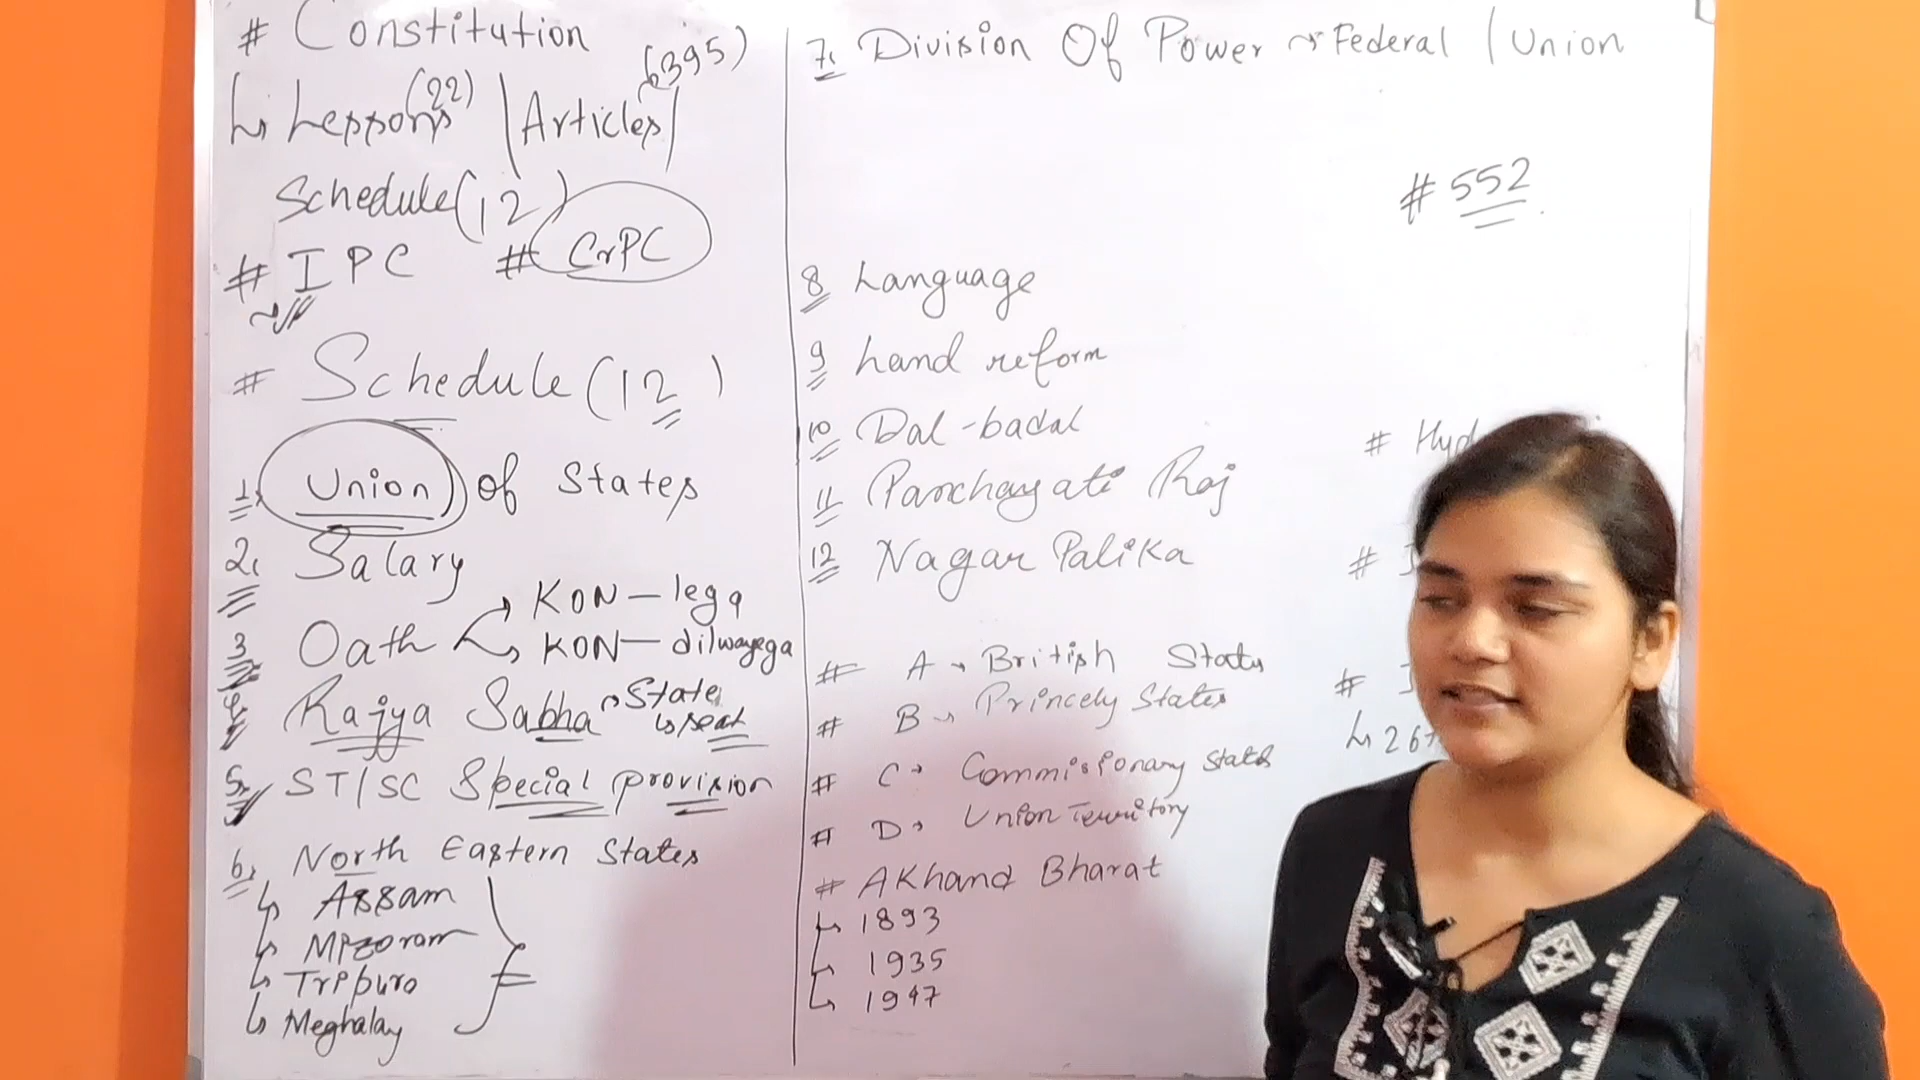 # Constitution
↳ Lessons (22) | Articles | (395)
Schedule (12)
# IPC # CrPC
# Schedule (12)
1. Union of States
2. Salary
3 Oath → KON - lega
↳ KON - dilwayega
4. Rajya Sabha → State
↳ seat
5. ST/SC Special provision
6. North Eastern States
↳ Assam
↳ Mizoram
↳ Tripura
↳ Meghalay
7. Division Of Power → Federal / Union
# 552
8 Language
9 Land reform
10 Dal-badal
11 Panchayati Raj
12 Nagar Palika
# A → British States
# B → Princely States
# C → Commissionary States
# D → Union Territory
# AKhand Bharat
↳ 1893
↳ 1935
↳ 1947
# Hyd
#
#
↳ 267